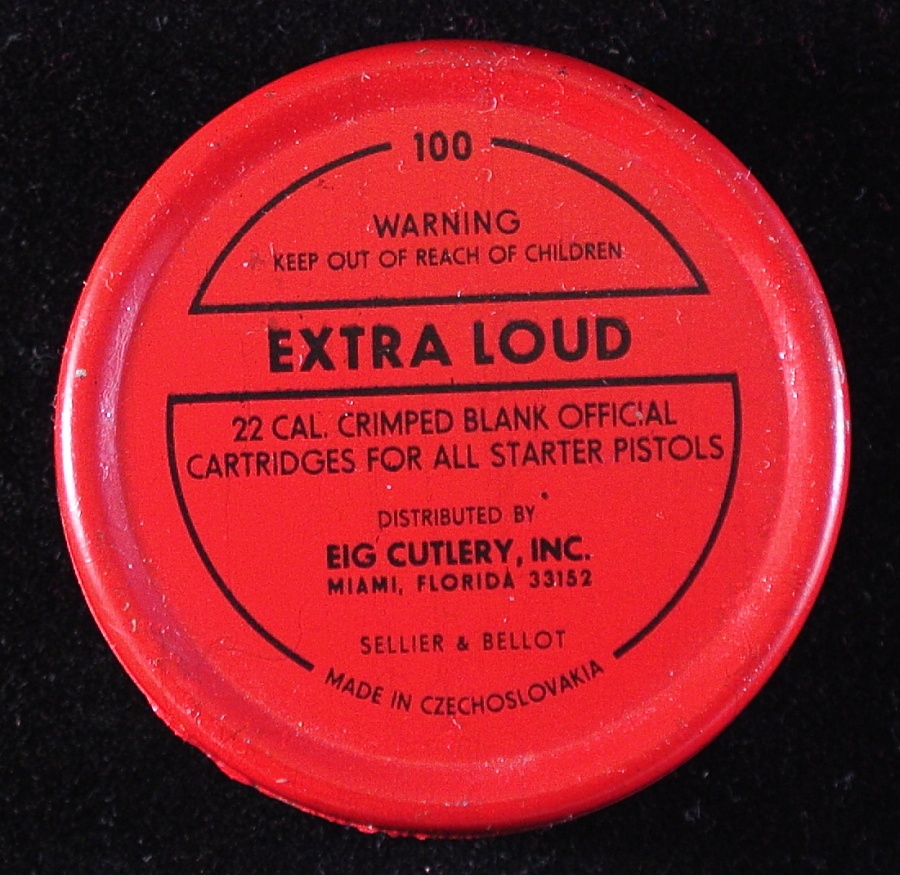 100
WARNING
KEEP OUT OF REACH OF CHILDREN
EXTRA LOUD
22 CAL. CRIMPED BLANK OFFICIAL
CARTRIDGES FOR ALL STARTER PISTOLS
DISTRIBUTED BY
EIG CUTLERY, INC.
MIAMI, FLORIDA 33152
SELLIER & BELLOT
MADE IN CZECHOSLOVAKIA